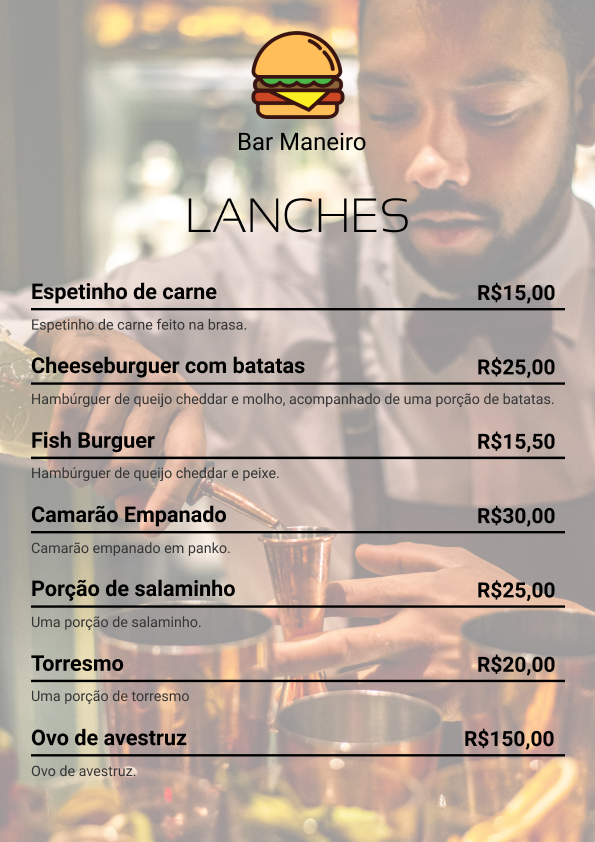 Bar Maneiro
LANCHES
Espetinho de carne R$15,00
Espetinho de carne feito na brasa.
Cheeseburguer com batatas R$25,00
Hambúrguer de queijo cheddar e molho, acompanhado de uma porção de batatas.
Fish Burguer R$15,50
Hambúrguer de queijo cheddar e peixe.
Camarão Empanado R$30,00
Camarão empanado em panko.
Porção de salaminho R$25,00
Uma porção de salaminho.
Torresmo R$20,00
Uma porção de torresmo
Ovo de avestruz R$150,00
Ovo de avestruz.